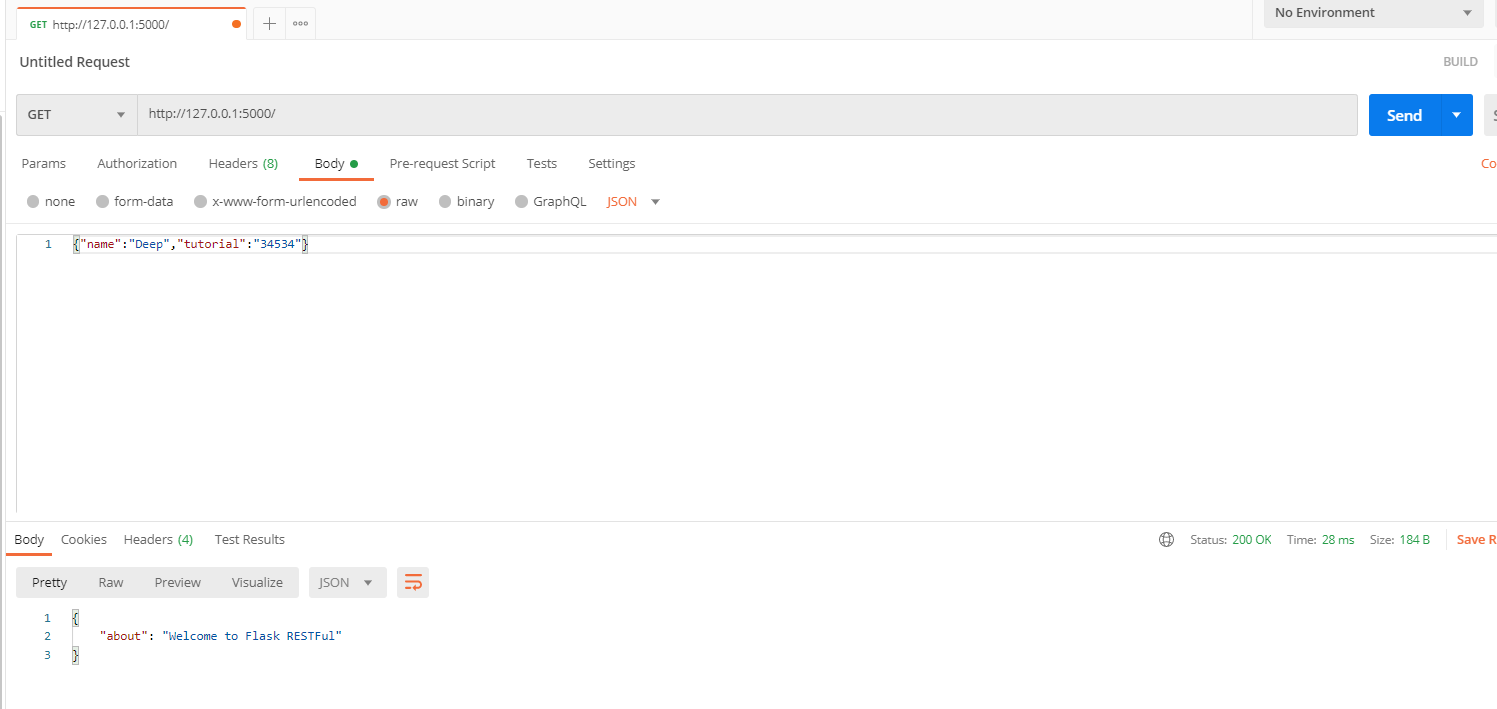 GET http://127.0.0.1:5000/
No Environment
Untitled Request
BUILD
GET http://127.0.0.1:5000/ Send
Params Authorization Headers (8) Body Pre-request Script Tests Settings
none form-data x-www-form-urlencoded raw binary GraphQL JSON
1 {"name":"Deep","tutorial":"34534"}
Body Cookies Headers (4) Test Results Status: 200 OK Time: 28 ms Size: 184 B Save
Pretty Raw Preview Visualize JSON
1 {
2 "about": "Welcome to Flask RESTFul"
3 }